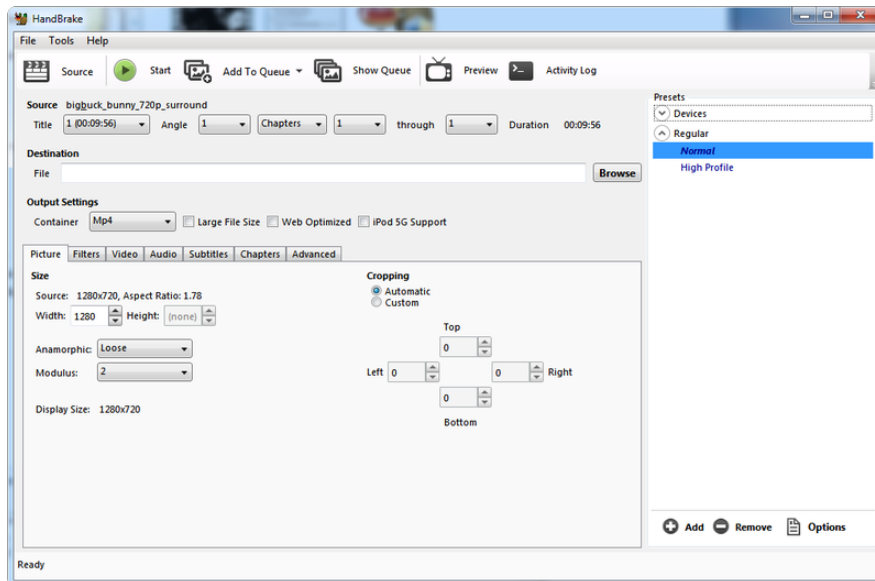 HandBrake
File Tools Help
Source Start Add To Queue Show Queue Preview Activity Log
Source big_buck_bunny_720p_surround
Title 1 (00:09:56) Angle 1 Chapters 1 through 1 Duration 00:09:56
Destination
File Browse
Output Settings
Container Mp4 Large File Size Web Optimized iPod 5G Support
Picture Filters Video Audio Subtitles Chapters Advanced
Size
Source: 1280x720, Aspect Ratio: 1.78
Width: 1280 Height: (none)
Anamorphic: Loose
Modulus: 2
Display Size: 1280x720
Cropping
Automatic
Custom
Top
0
Left 0 0 Right
0
Bottom
Presets
Devices
Regular
Normal
High Profile
Add Remove Options
Ready